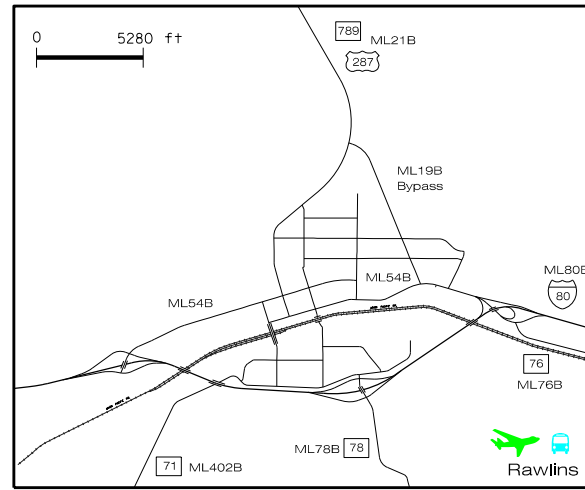 0 5280 ft
789
ML21B
287
ML19B
Bypass
ML80B
80
ML54B
ML54B
76
ML76B
ML78B 78
71 ML402B
Rawlins